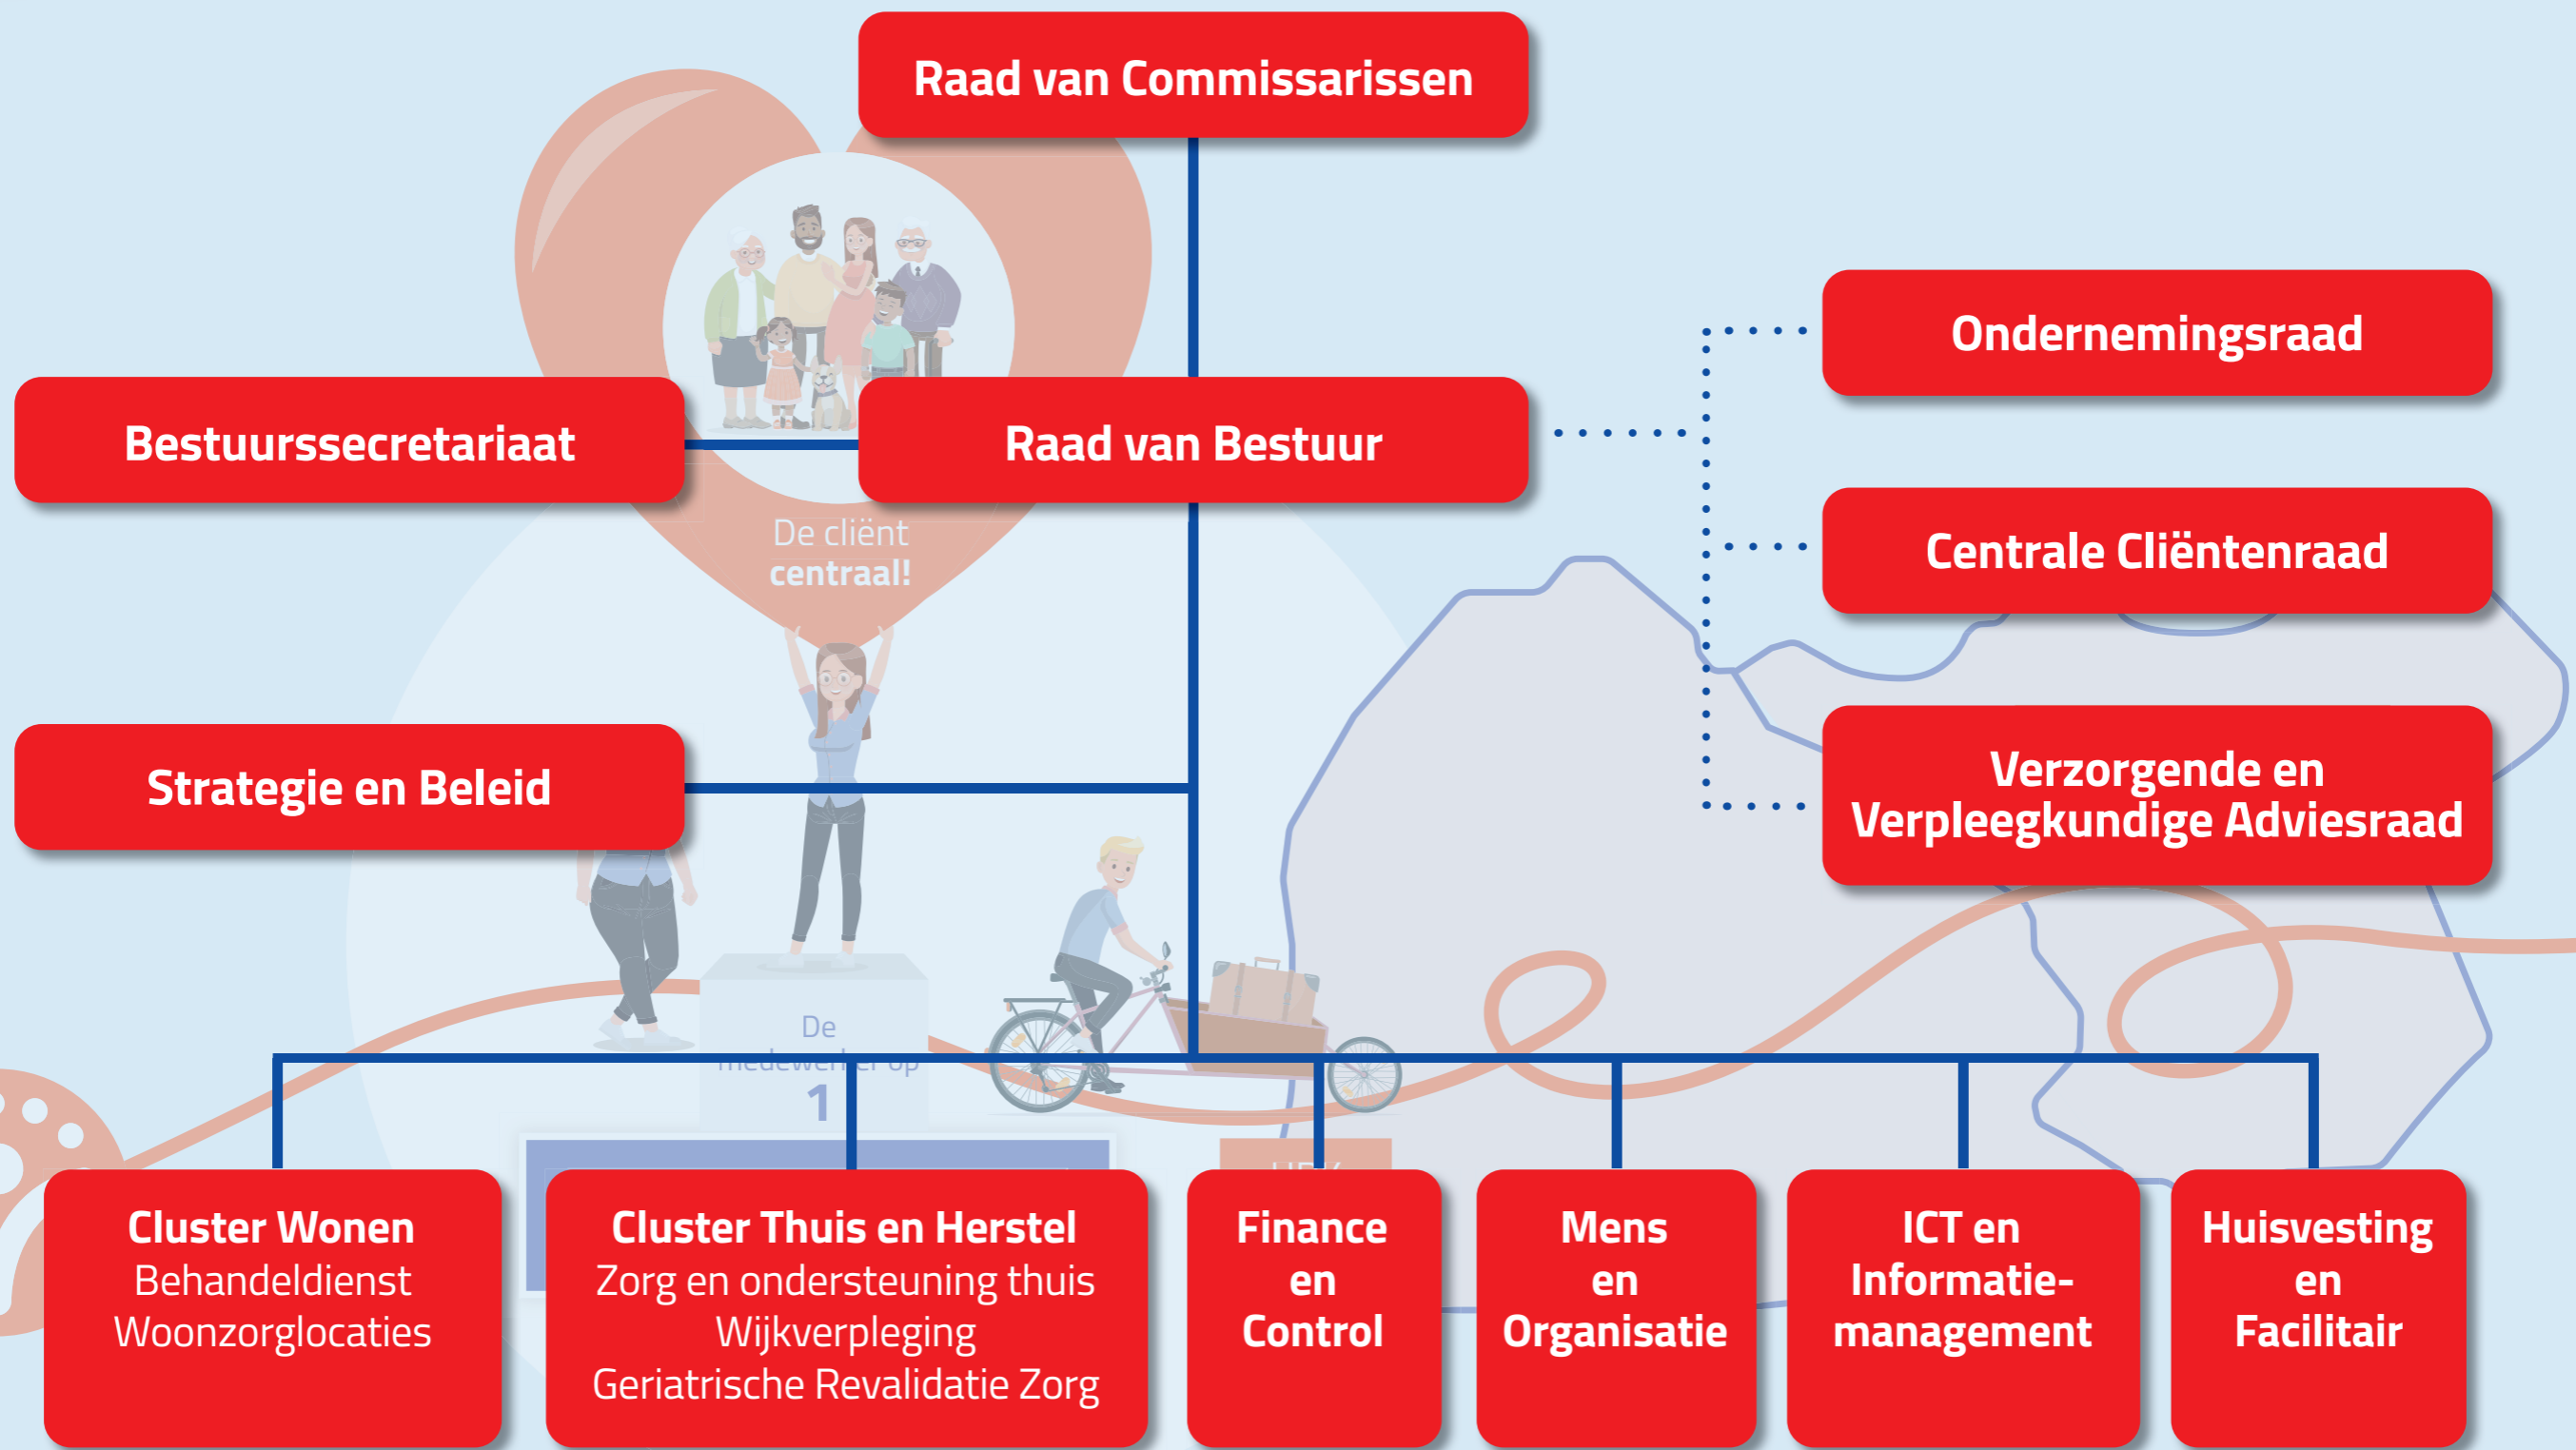 Raad van Commissarissen
Ondernemingsraad
Bestuurssecretariaat
Raad van Bestuur
De cliënt
centraal!
Centrale Cliëntenraad
Strategie en Beleid
Verzorgende en
Verpleegkundige Adviesraad
De
medewerker op
1
Cluster Wonen
Behandeldienst
Woonzorglocaties
Cluster Thuis en Herstel
Zorg en ondersteuning thuis
Wijkverpleging
Geriatrische Revalidatie Zorg
Finance
en
Control
Mens
en
Organisatie
ICT en
Informatie-
management
Huisvesting
en
Facilitair